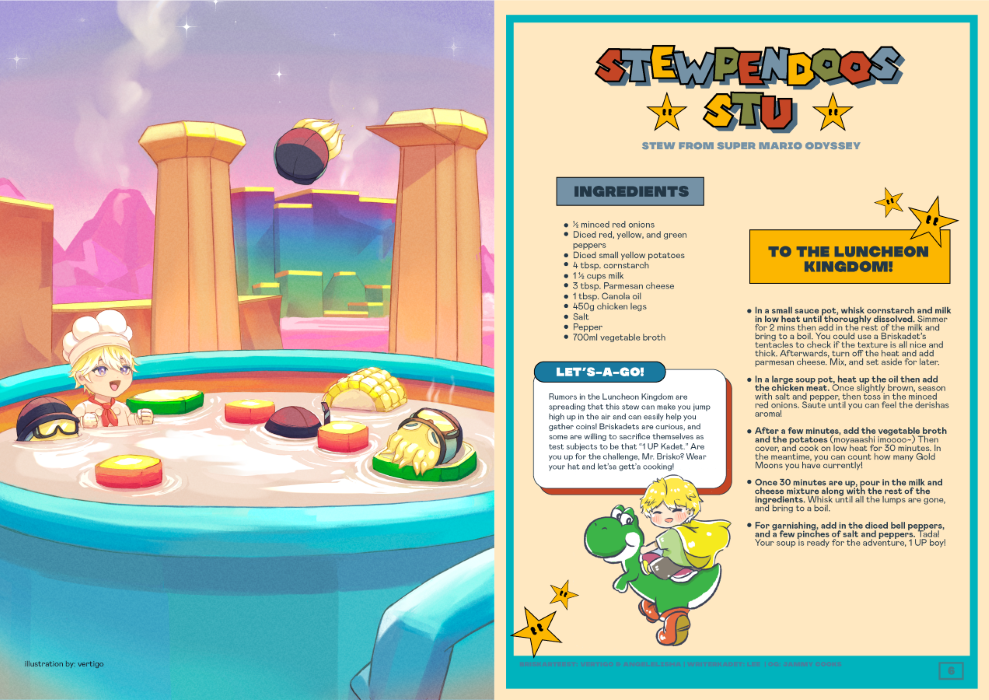 illustration by: vertigo
STEWPENDOOS
STU
STEW FROM SUPER MARIO ODYSSEY
INGREDIENTS
½ minced red onions
Diced red, yellow, and green
peppers
Diced small yellow potatoes
4 tbsp. cornstarch
1 ½ cups milk
3 tbsp. Parmesan cheese
1 tbsp. Canola oil
450g chicken legs
Salt
Pepper
700ml vegetable broth
LET'S-A-GO!
Rumors in the Luncheon Kingdom are
spreading that this stew can make you jump
high up in the air and can easily help you
gather coins! Briskadets are curious, and
some are willing to sacrifice themselves as
test subjects to be that "1 UP Kadet." Are
you up for the challenge, Mr. Brisko? Wear
your hat and let'sa gett'a cooking!
TO THE LUNCHEON
KINGDOM!
In a small sauce pot, whisk cornstarch and milk
in low heat until thoroughly dissolved. Simmer
for 2 mins then add in the rest of the milk and
bring to a boil. You could use a Briskadet's
tentacles to check if the texture is all nice and
thick. Afterwards, turn off the heat and add
parmesan cheese. Mix, and set aside for later.
In a large soup pot, heat up the oil then add
the chicken meat. Once slightly brown, season
with salt and pepper, then toss in the minced
red onions. Saute until you can feel the derishas
aroma!
After a few minutes, add the vegetable broth
and the potatoes (moyaaashi imoooo~) Then
cover, and cook on low heat for 30 minutes. In
the meantime, you can count how many Gold
Moons you have currently!
Once 30 minutes are up, pour in the milk and
cheese mixture along with the rest of the
ingredients. Whisk until all the lumps are gone,
and bring to a boil.
For garnishing, add in the diced bell peppers,
and a few pinches of salt and peppers. Tada!
Your soup is ready for the adventure, 1 UP boy!
6